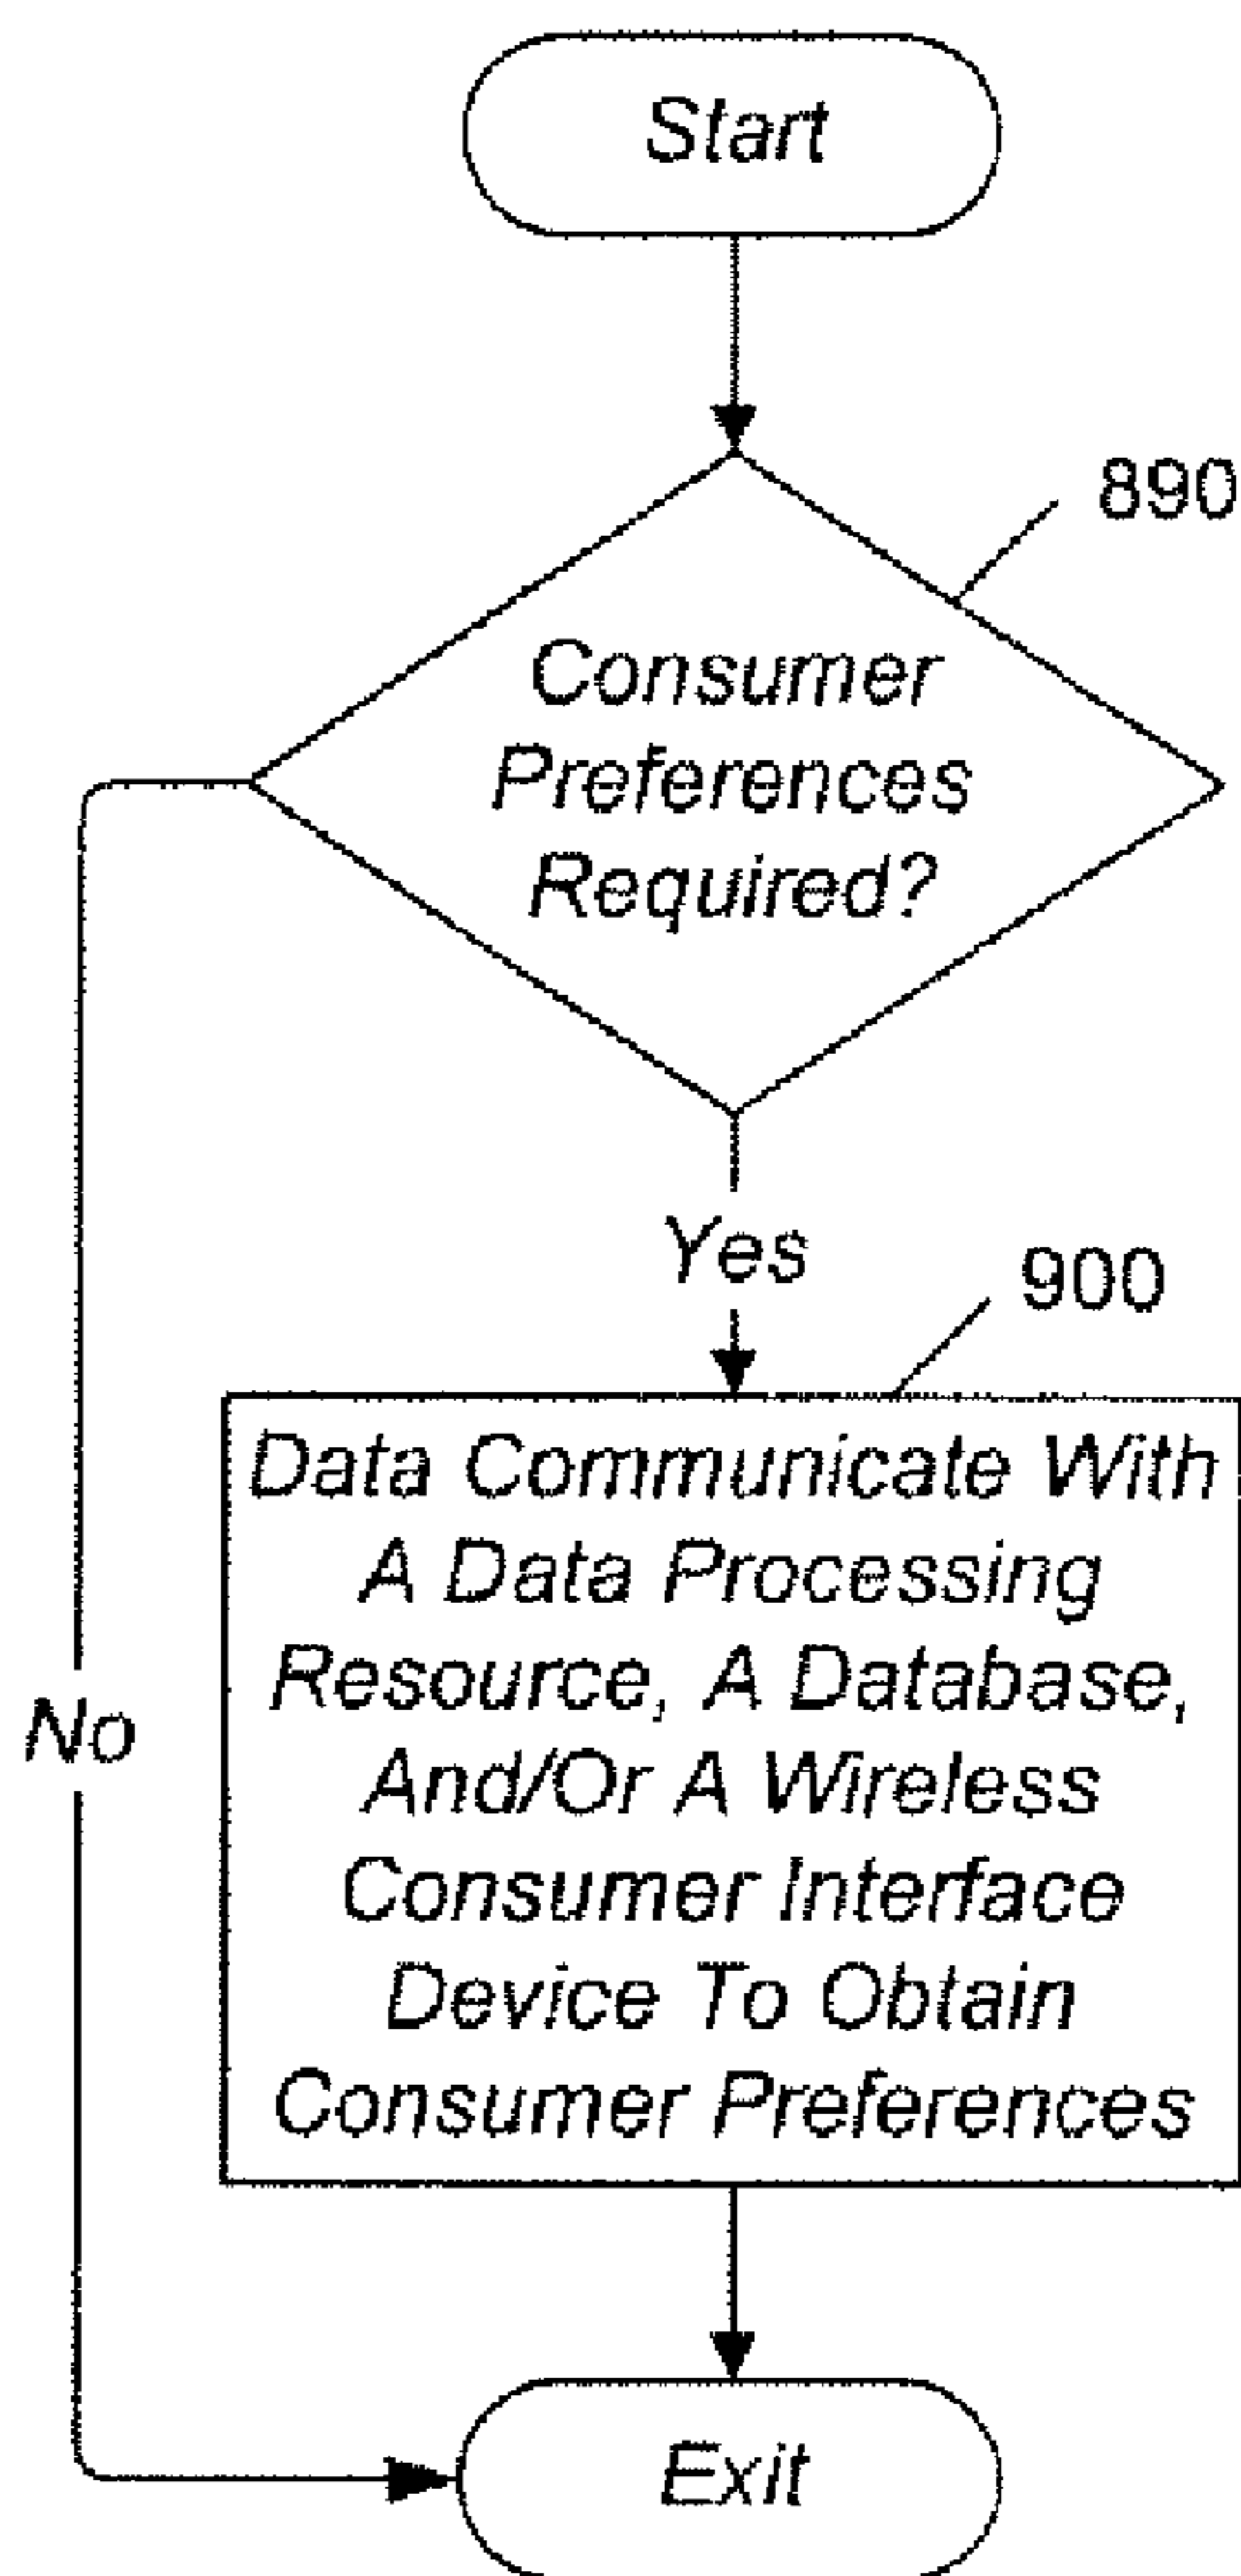 Start
890
Consumer
Preferences
Required?
Yes
900
Data Communicate With
A Data Processing
Resource, A Database,
And/Or A Wireless
Consumer Interface
Device To Obtain
Consumer Preferences
No
Exit